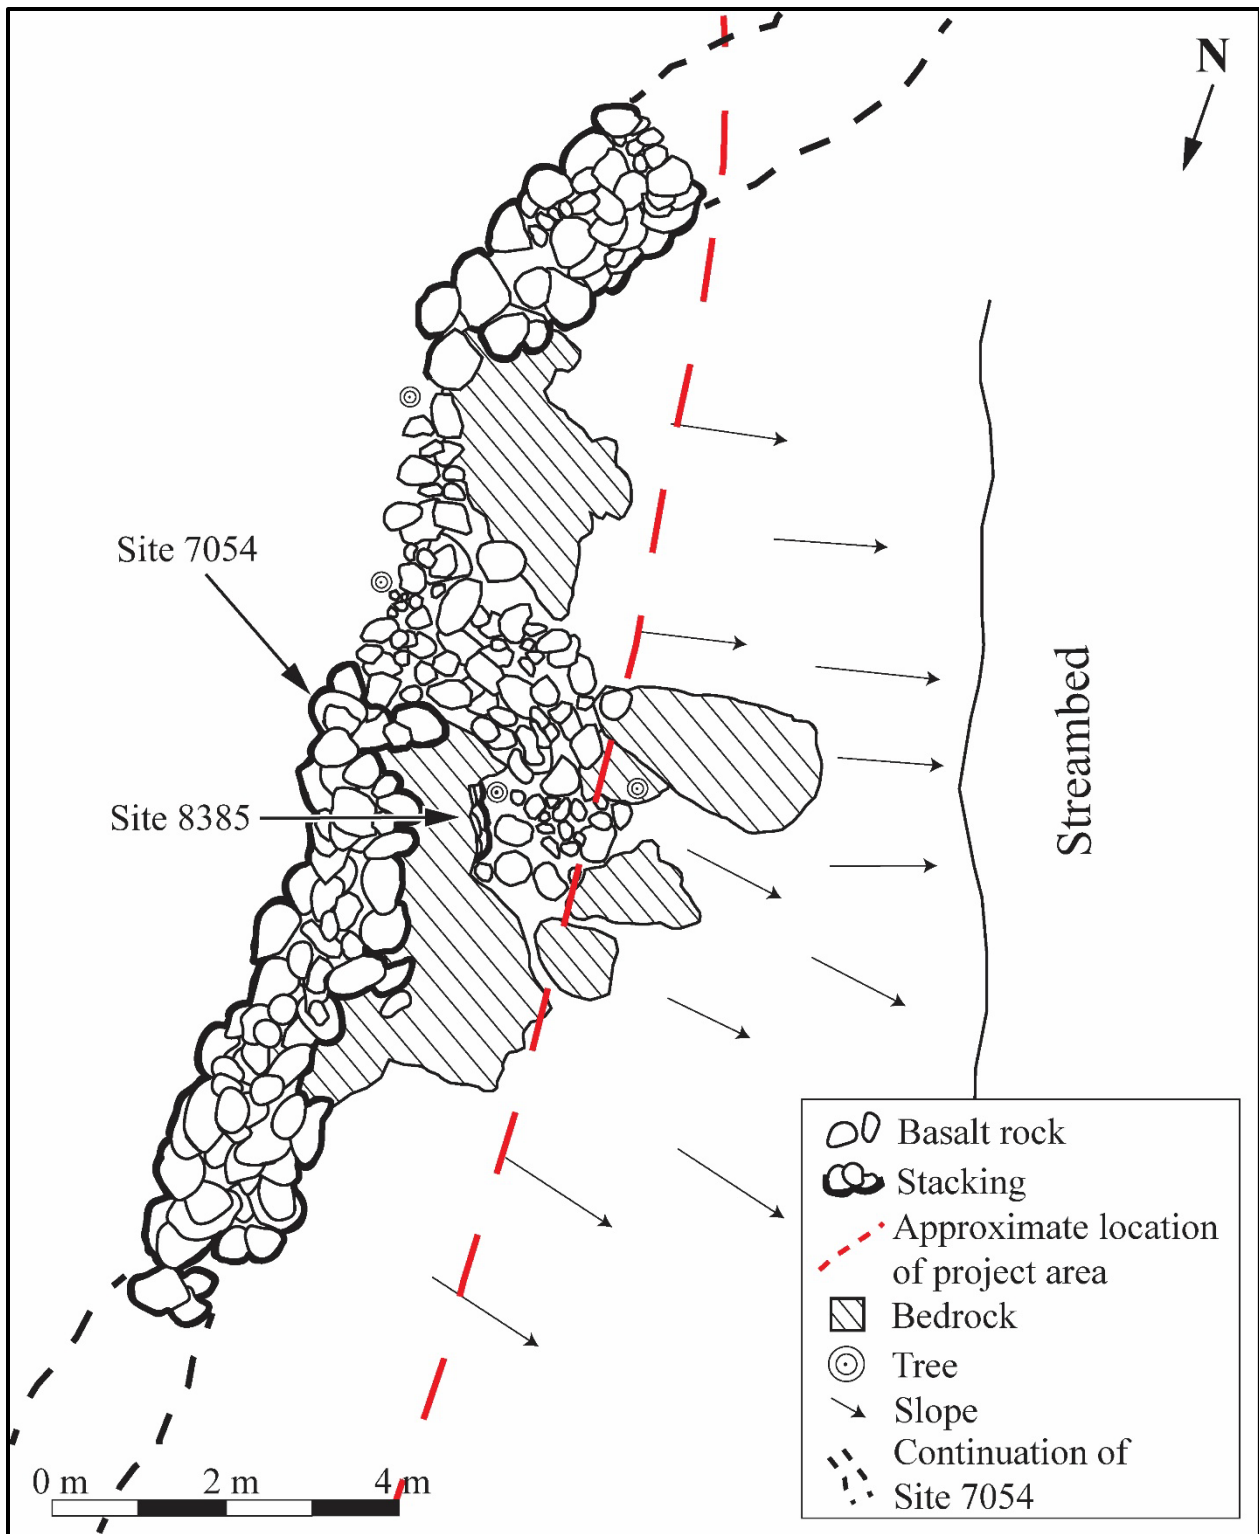 N
Site 7054
Site 8385
Streambed
Basalt rock
Stacking
Approximate location
of project area
Bedrock
Tree
Slope
Continuation of
Site 7054
0 m 2 m 4 m